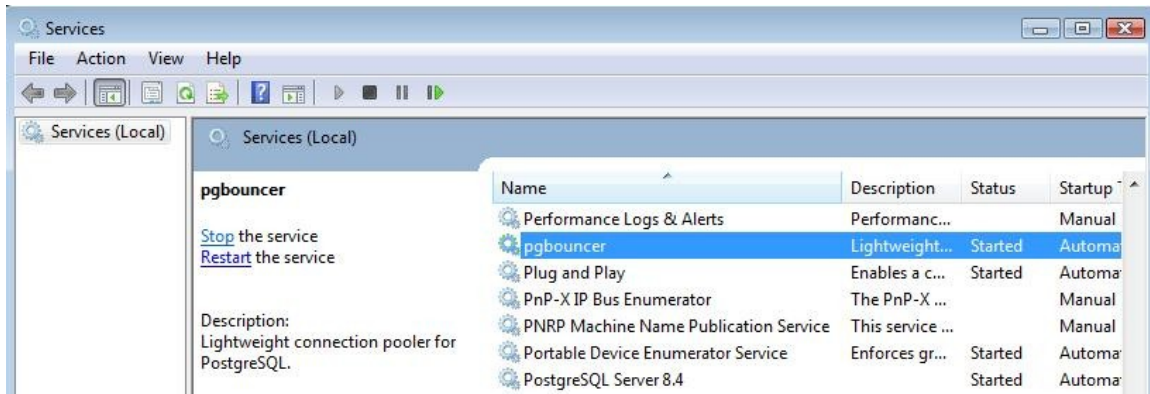 Services
File Action View Help
Services (Local)
Services (Local)
pgbouncer
Stop the service
Restart the service
Description:
Lightweight connection pooler for
PostgreSQL.
Name Description Status Startup T
Performance Logs & Alerts Performanc... Manual
pgbouncer Lightweight... Started Automa
Plug and Play Enables a c... Started Automa
PnP-X IP Bus Enumerator The PnP-X ... Manual
PNRP Machine Name Publication Service This service ... Manual
Portable Device Enumerator Service Enforces gr... Started Automa
PostgreSQL Server 8.4 Started Automa